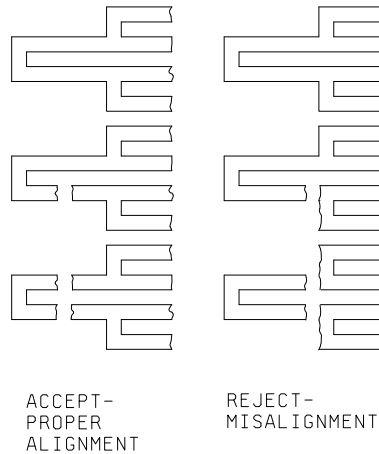 ACCEPT-
PROPER
ALIGNMENT
REJECT-
MISALIGNMENT